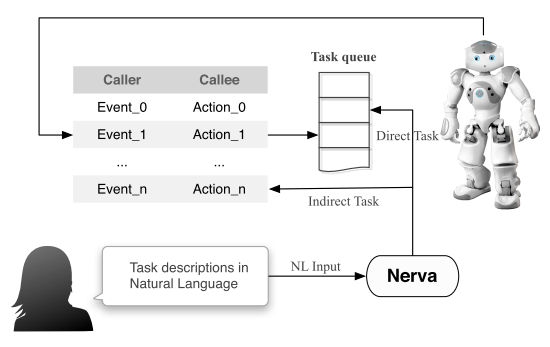 Task queue
Caller Callee
Event_0 Action_0
Event_1 Action_1
... ...
Event_n Action_n
Direct Task
Indirect Task
Task descriptions in
Natural Language
NL Input
Nerva